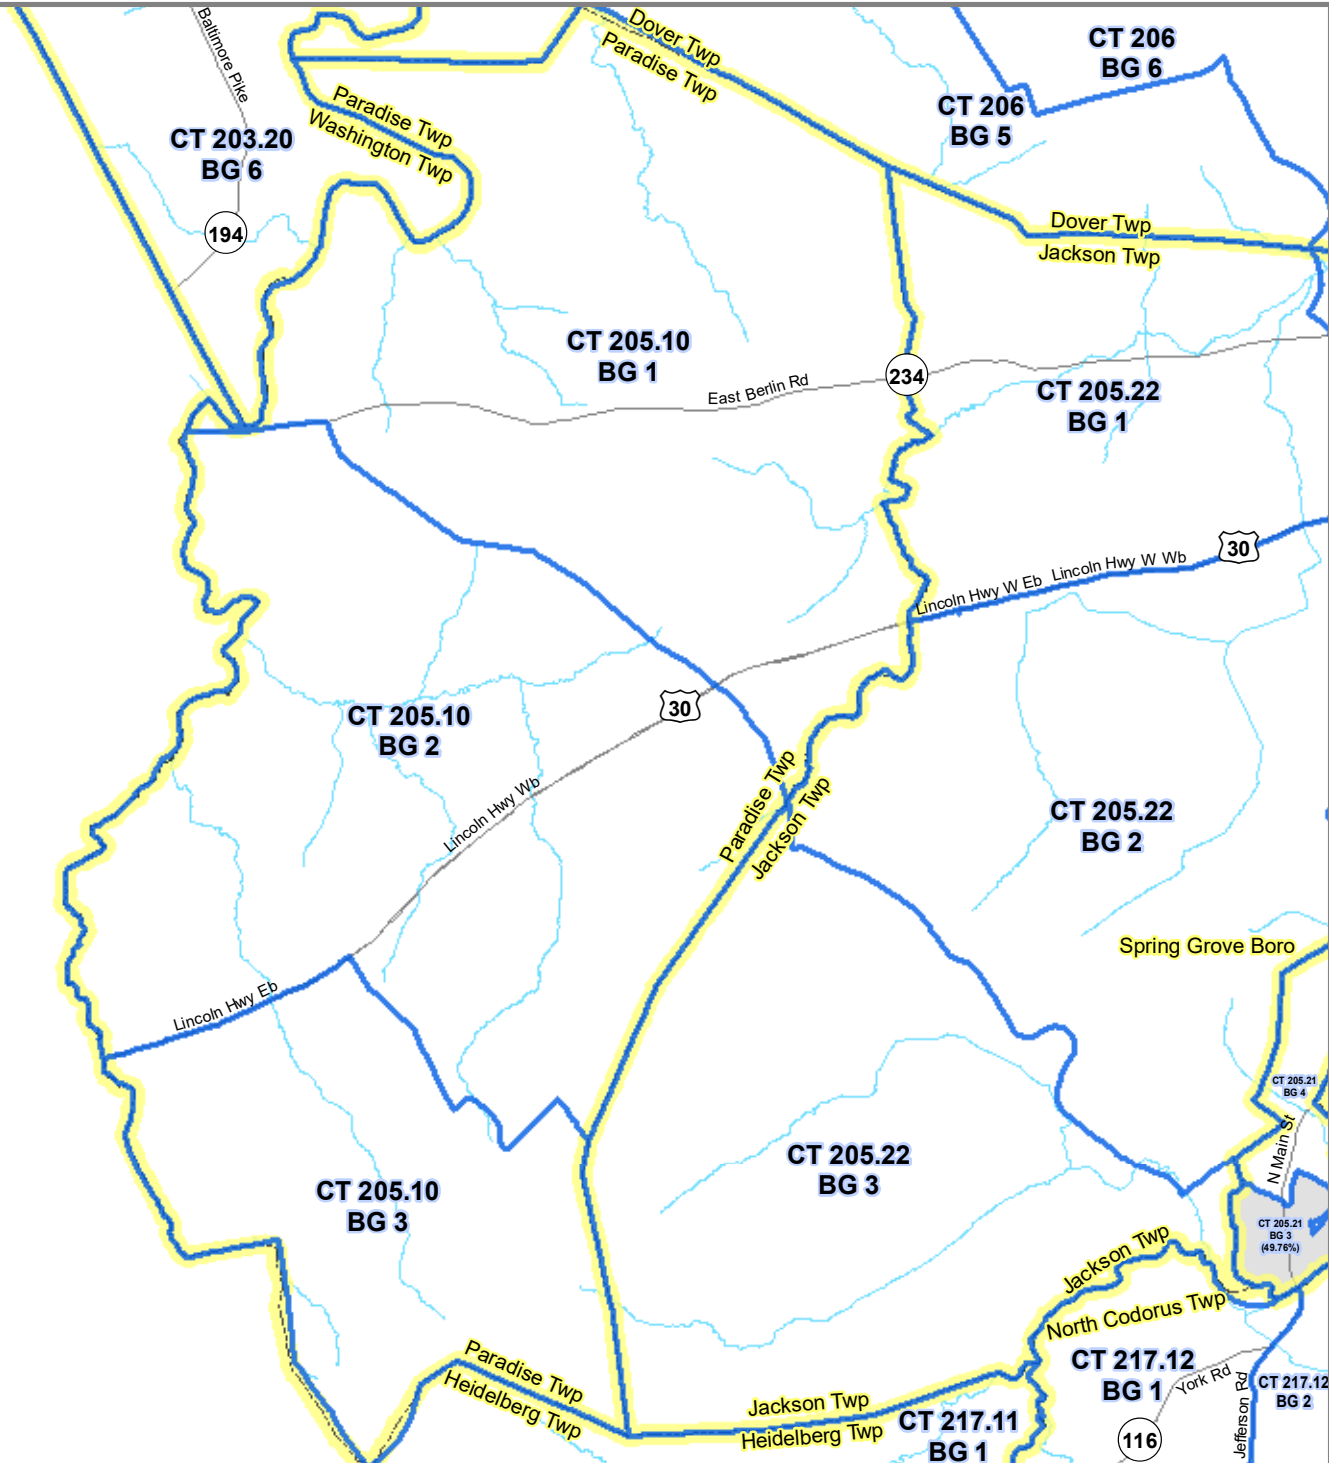 Baltimore Pike
Dover Twp
Paradise Twp
CT 206
BG 6
CT 206
BG 5
Paradise Twp
Washington Twp
CT 203.20
BG 6
194
Dover Twp
Jackson Twp
CT 205.10
BG 1
East Berlin Rd
234
CT 205.22
BG 1
30
Lincoln Hwy W Eb
Lincoln Hwy W Wb
CT 205.10
BG 2
30
Lincoln Hwy Wb
Paradise Twp
Jackson Twp
CT 205.22
BG 2
Spring Grove Boro
Lincoln Hwy Eb
CT 205.21
BG 4
N Main St
CT 205.22
BG 3
CT 205.10
BG 3
CT 205.21
BG 3
(49.76%)
Jackson Twp
North Codorus Twp
Paradise Twp
Heidelberg Twp
CT 217.12
BG 1
York Rd
CT 217.12
BG 2
Jefferson Rd
Jackson Twp
Heidelberg Twp
CT 217.11
BG 1
116